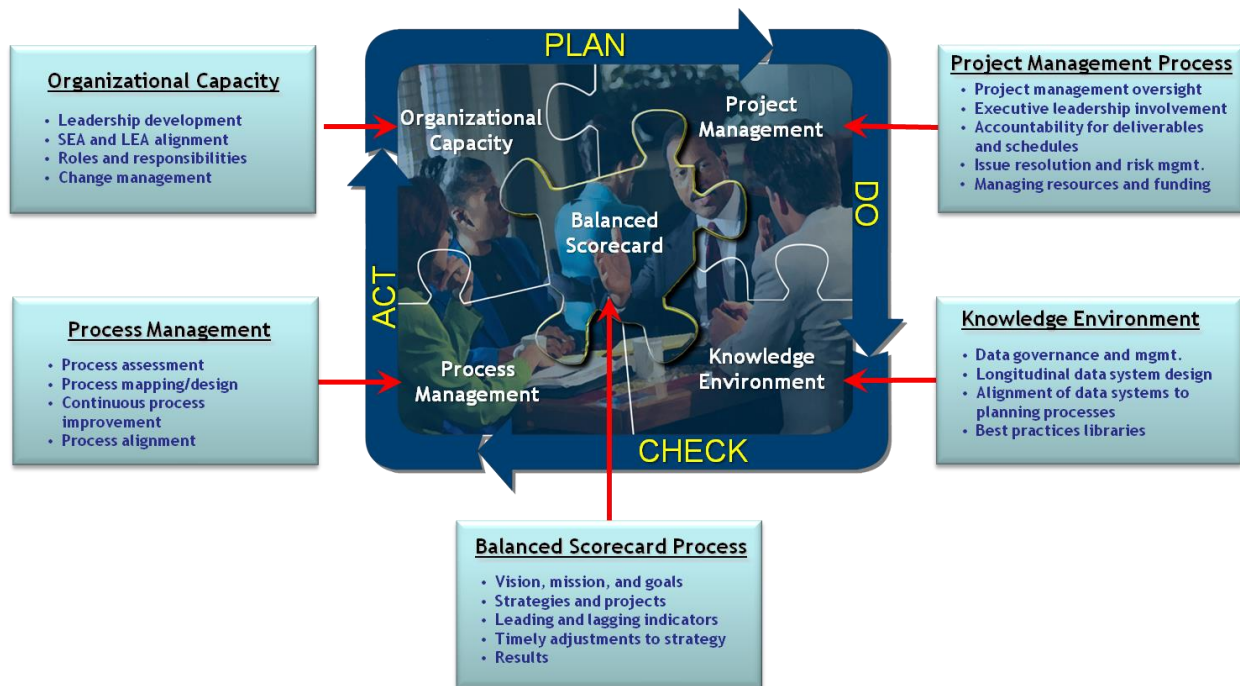 PLAN
DO
CHECK
ACT
Organizational
Capacity
Project
Management
Balanced
Scorecard
Process
Management
Knowledge
Environment
Organizational Capacity
• Leadership development
• SEA and LEA alignment
• Roles and responsibilities
• Change management
Project Management Process
• Project management oversight
• Executive leadership involvement
• Accountability for deliverables
and schedules
• Issue resolution and risk mgmt.
• Managing resources and funding
Process Management
• Process assessment
• Process mapping/design
• Continuous process
improvement
• Process alignment
Knowledge Environment
• Data governance and mgmt.
• Longitudinal data system design
• Alignment of data systems to
planning processes
• Best practices libraries
Balanced Scorecard Process
• Vision, mission, and goals
• Strategies and projects
• Leading and lagging indicators
• Timely adjustments to strategy
• Results